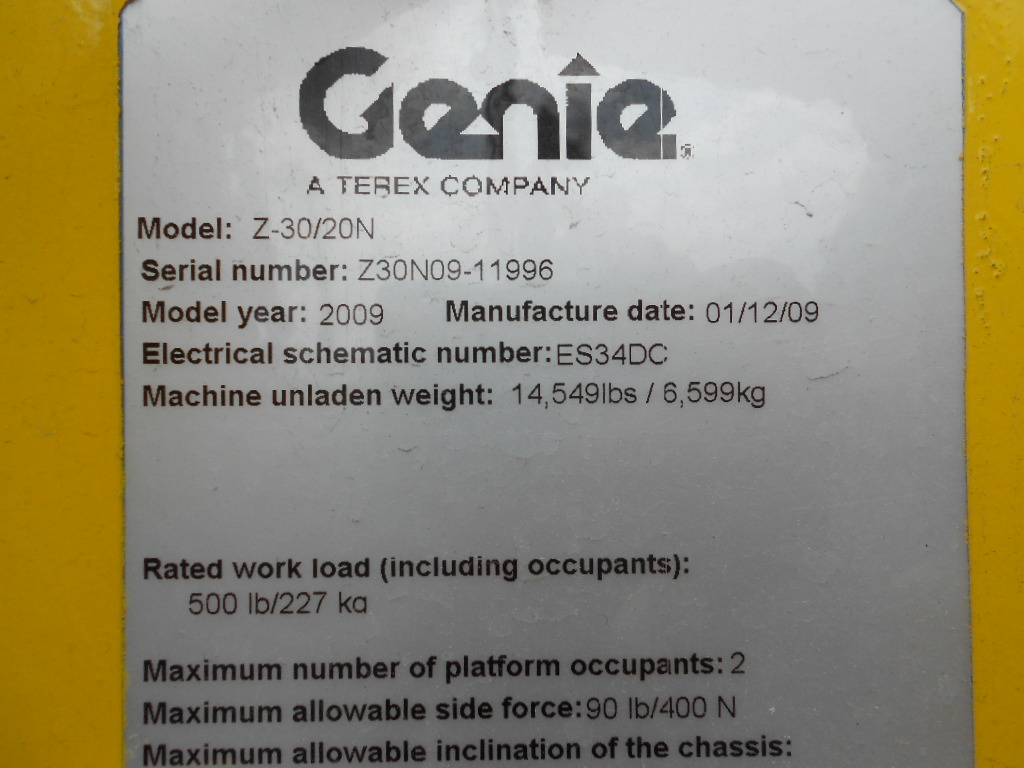 Genie®
A TEREX COMPANY
Model: Z-30/20N
Serial number: Z30N09-11996
Model year: 2009 Manufacture date: 01/12/09
Electrical schematic number: ES34DC
Machine unladen weight: 14,549lbs / 6,599kg
Rated work load (including occupants):
500 lb/227 kg
Maximum number of platform occupants: 2
Maximum allowable side force: 90 lb/400 N
Maximum allowable inclination of the chassis: